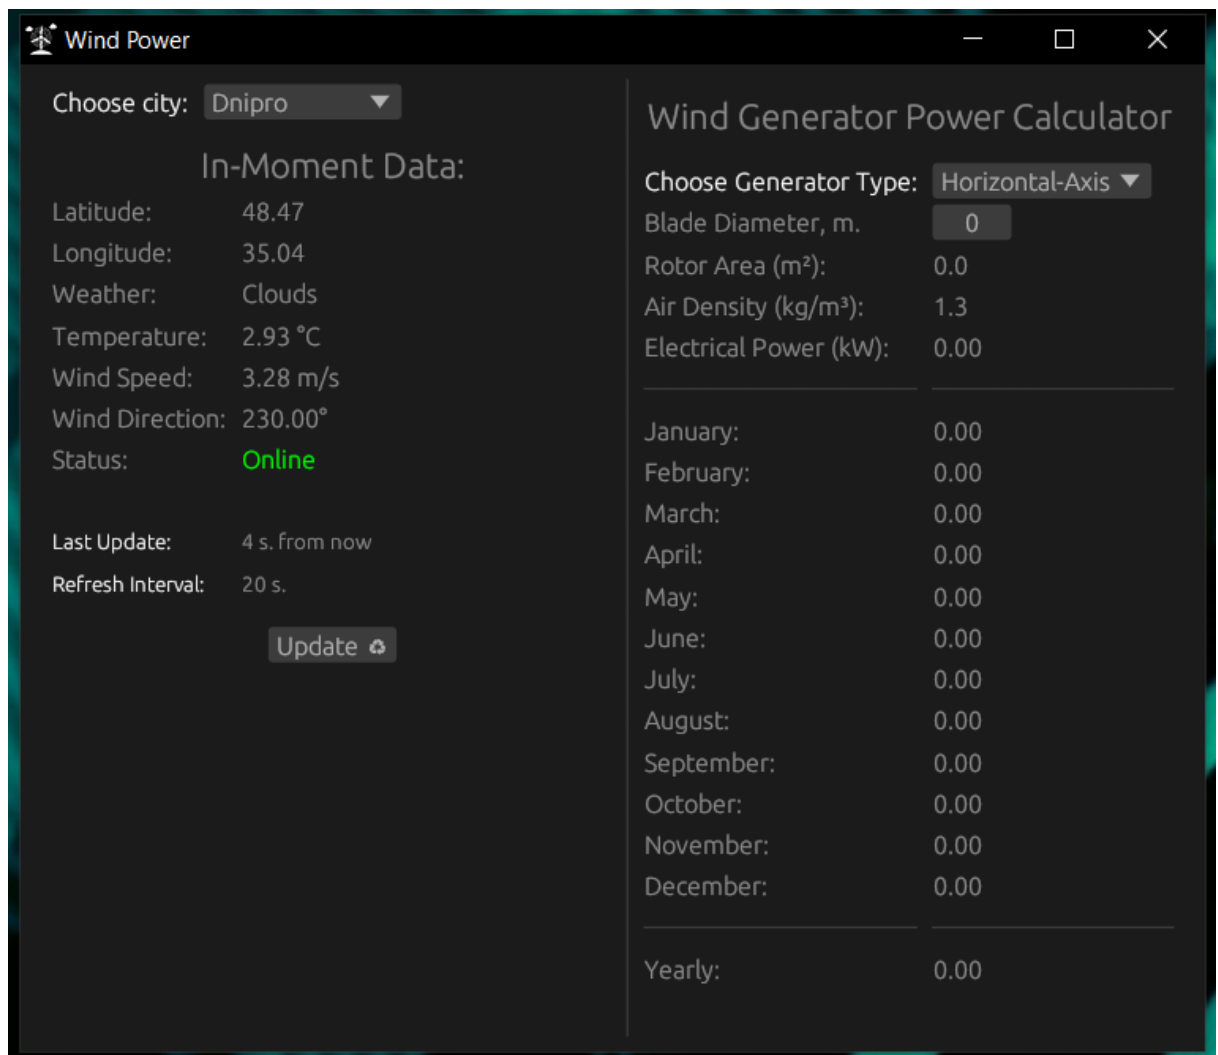 Wind Power
Choose city: Dnipro
In-Moment Data:
Latitude: 48.47
Longitude: 35.04
Weather: Clouds
Temperature: 2.93 °C
Wind Speed: 3.28 m/s
Wind Direction: 230.00°
Status: Online
Last Update: 4 s. from now
Refresh Interval: 20 s.
Update
Wind Generator Power Calculator
Choose Generator Type: Horizontal-Axis
Blade Diameter, m. 0
Rotor Area (m²): 0.0
Air Density (kg/m³): 1.3
Electrical Power (kW): 0.00
January: 0.00
February: 0.00
March: 0.00
April: 0.00
May: 0.00
June: 0.00
July: 0.00
August: 0.00
September: 0.00
October: 0.00
November: 0.00
December: 0.00
Yearly: 0.00